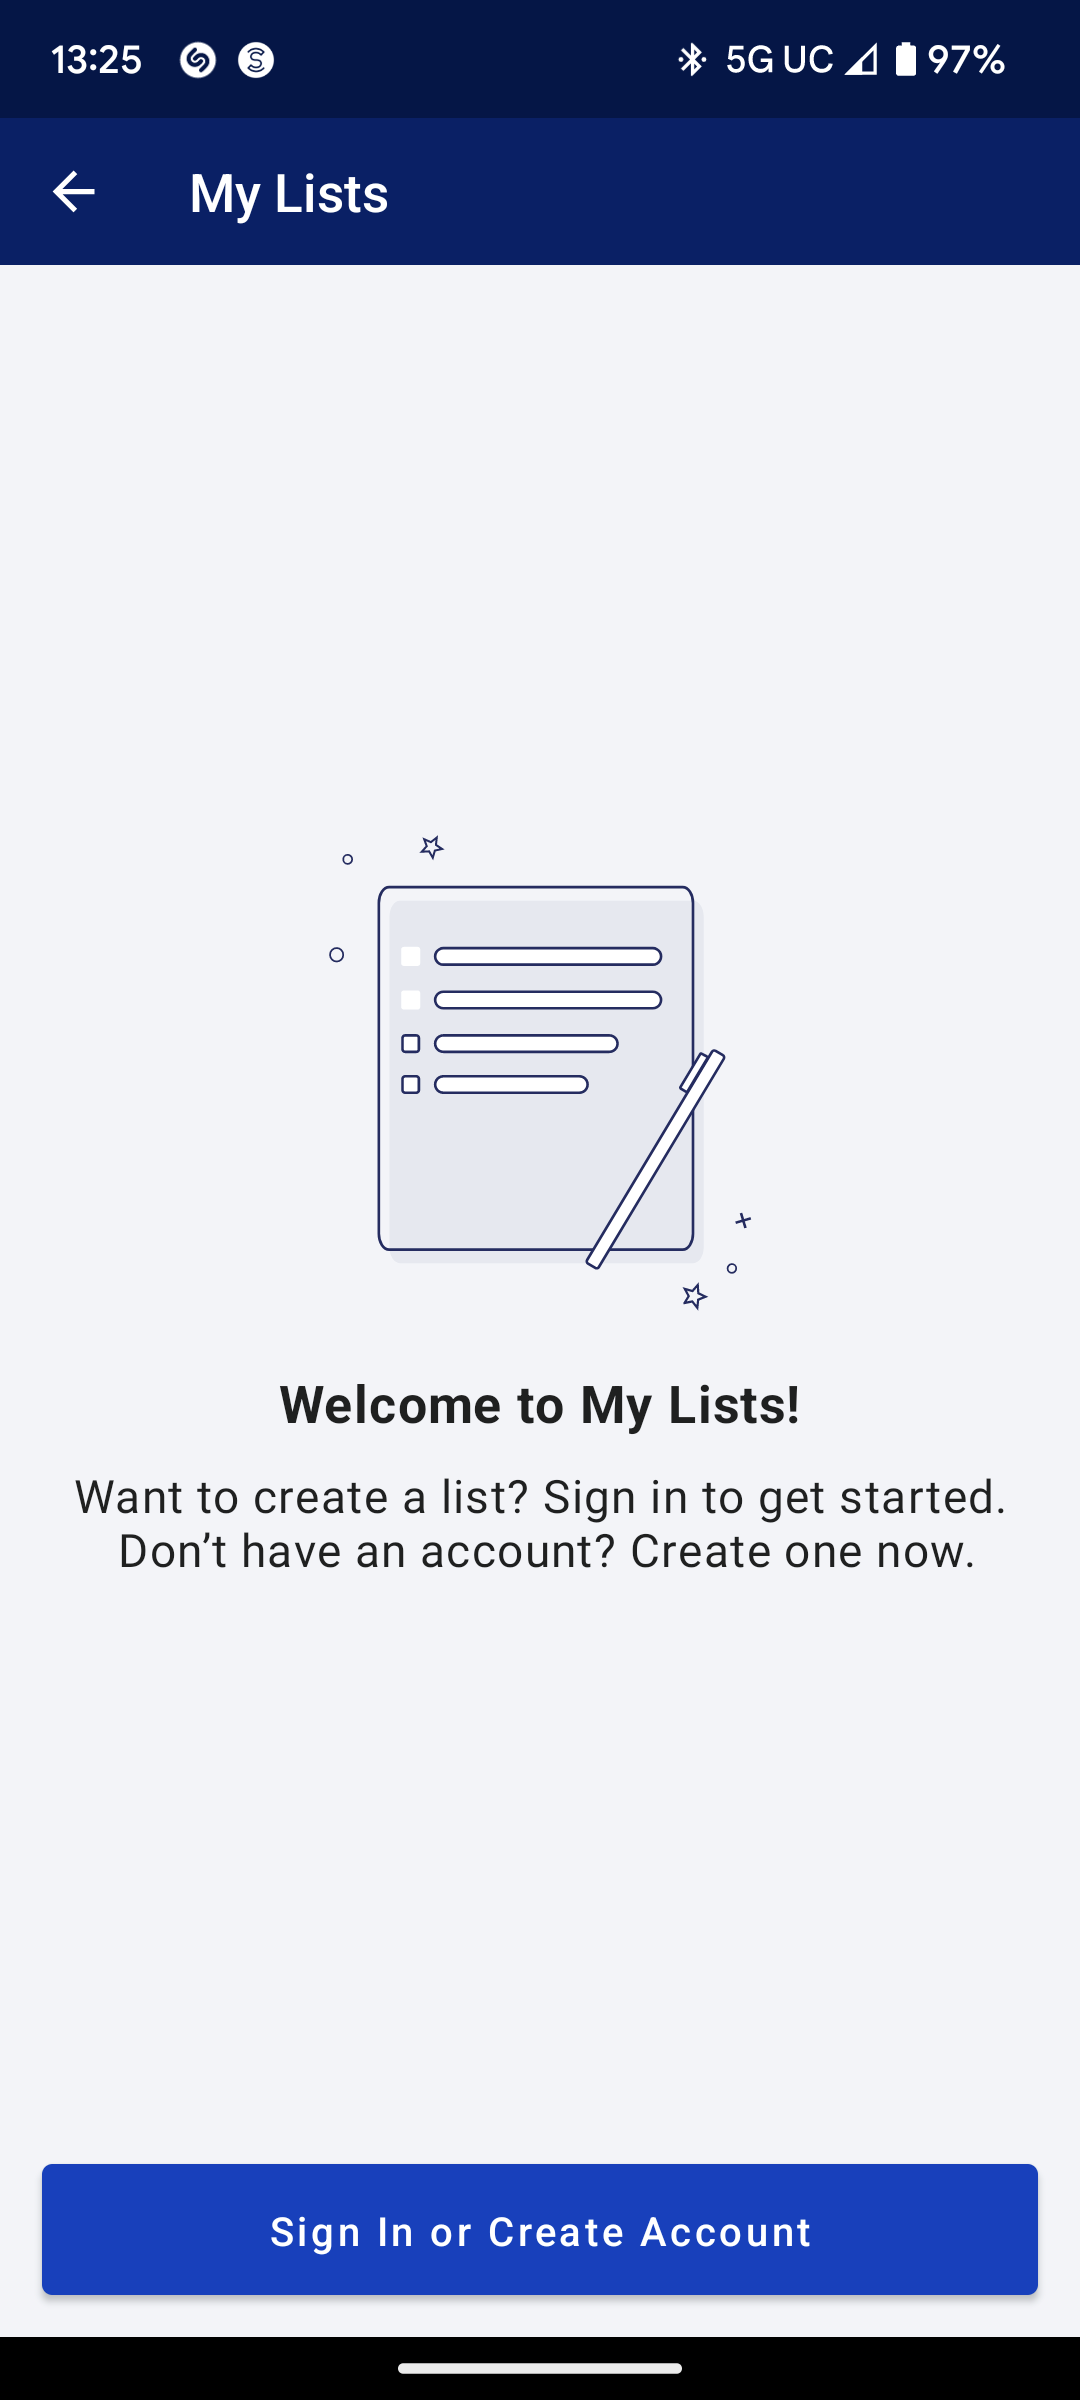 13:25
5G UC
97%
My Lists
Welcome to My Lists!
Want to create a list? Sign in to get started.
Don’t have an account? Create one now.
Sign In or Create Account